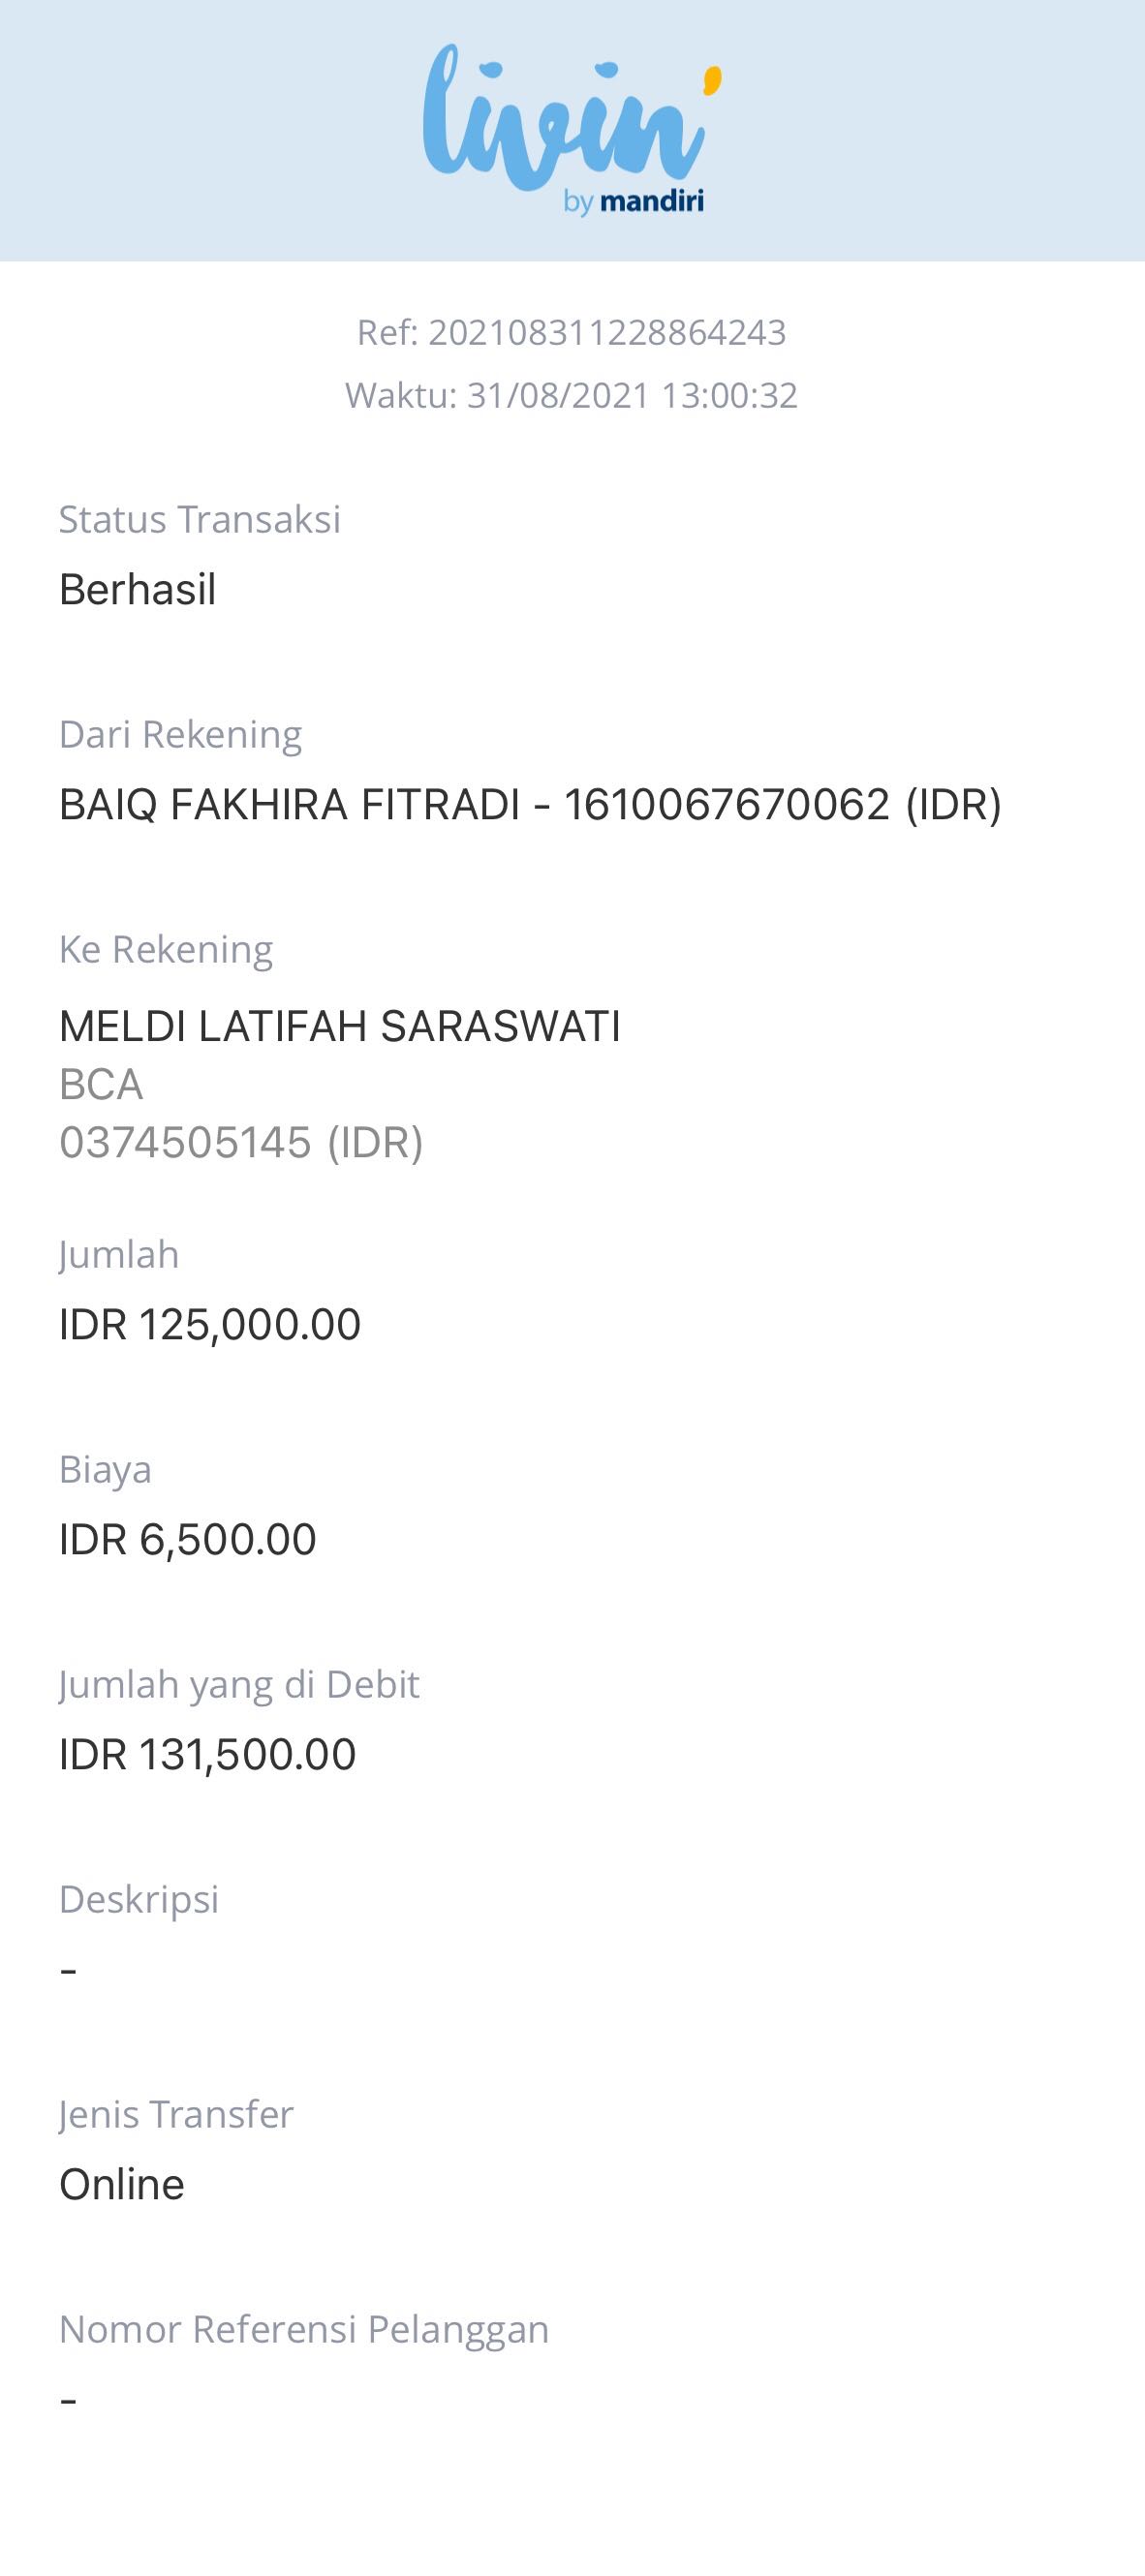 livin'
by mandiri
Ref: 202108311228864243
Waktu: 31/08/2021 13:00:32
Status Transaksi
Berhasil
Dari Rekening
BAIQ FAKHIRA FITRADI - 1610067670062 (IDR)
Ke Rekening
MELDI LATIFAH SARASWATI
BCA
0374505145 (IDR)
Jumlah
IDR 125,000.00
Biaya
IDR 6,500.00
Jumlah yang di Debit
IDR 131,500.00
Deskripsi
-
Jenis Transfer
Online
Nomor Referensi Pelanggan
-